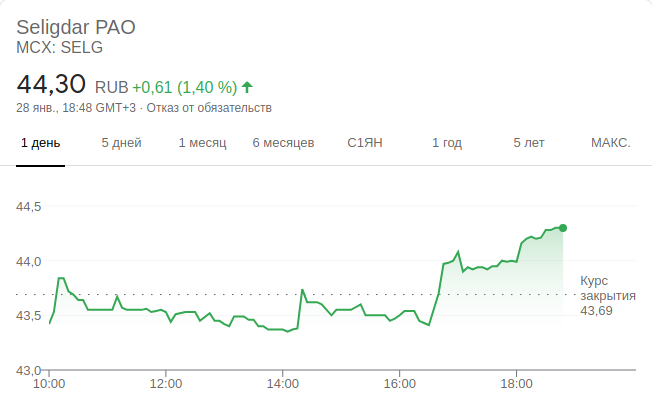 Seligdar PAO
MCX: SELG
44,30 RUB +0,61 (1,40 %)
28 янв., 18:48 GMT+3 · Отказ от обязательств
1 день 5 дней 1 месяц 6 месяцев С1ЯН 1 год 5 лет МАКС.
44,5
44,0
43,5
43,0
Курс
закрытия
43,69
10:00 12:00 14:00 16:00 18:00